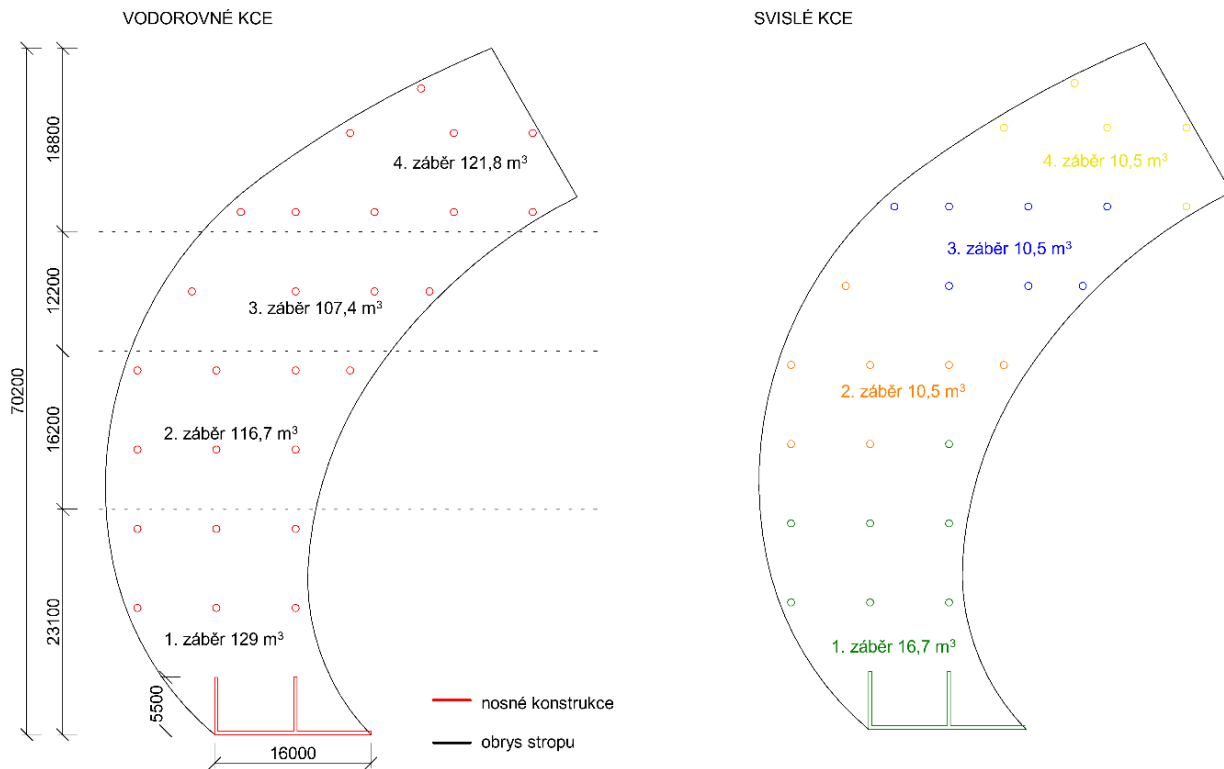 VODOROVNÉ KCE
SVISLÉ KCE
18800
4. záběr 121,8 m³
4. záběr 10,5 m³
12200
3. záběr 107,4 m³
3. záběr 10,5 m³
70200
16200
2. záběr 116,7 m³
2. záběr 10,5 m³
23100
1. záběr 129 m³
1. záběr 16,7 m³
5500
nosné konstrukce
obrys stropu
16000